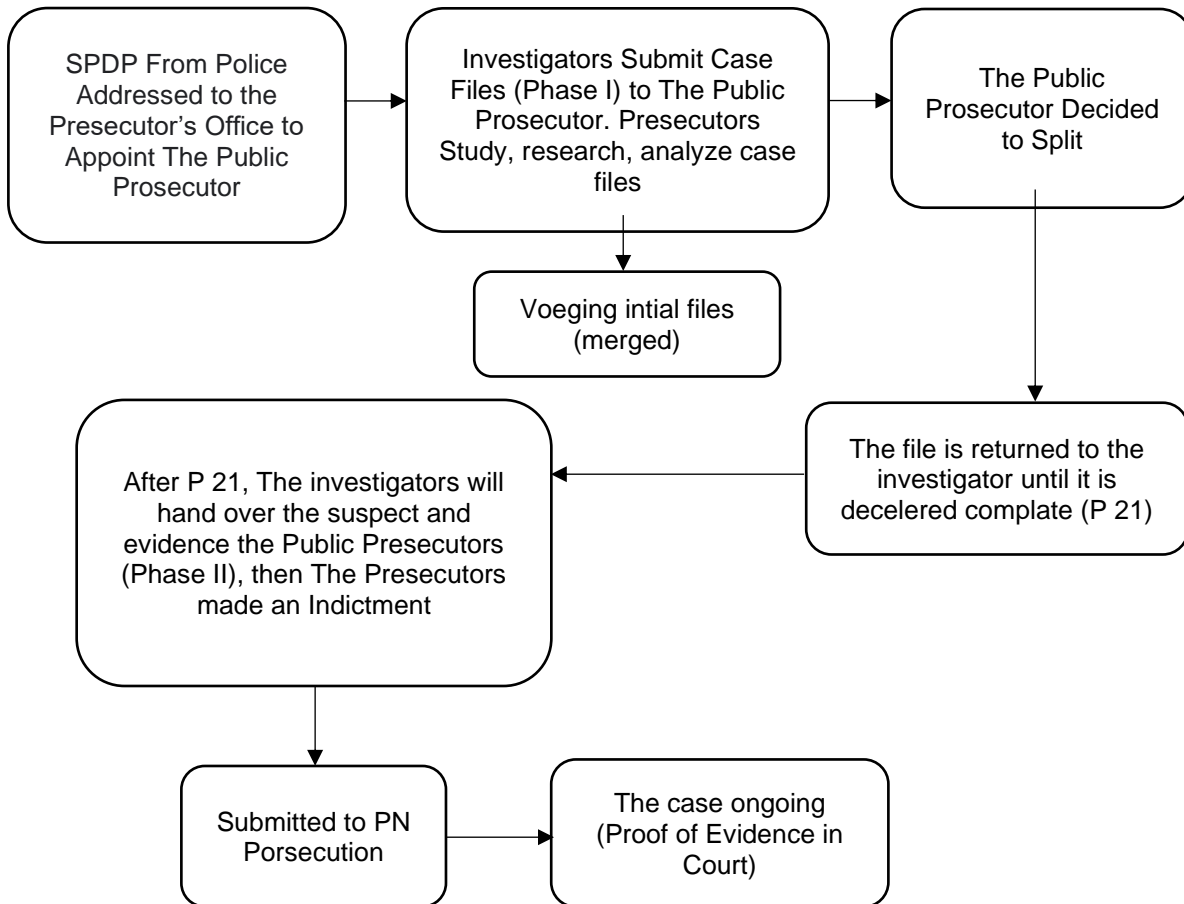 SPDP From Police
Addressed to the
Presecutor's Office to
Appoint The Public
Prosecutor
Investigators Submit Case
Files (Phase I) to The Public
Prosecutor. Presecutors
Study, research, analyze case
files
The Public
Prosecutor Decided
to Split
Voeging intial files
(merged)
The file is returned to the
investigator until it is
decelered complate (P 21)
After P 21, The investigators will
hand over the suspect and
evidence the Public Presecutors
(Phase II), then The Presecutors
made an Indictment
Submitted to PN
Porsecution
The case ongoing
(Proof of Evidence in
Court)